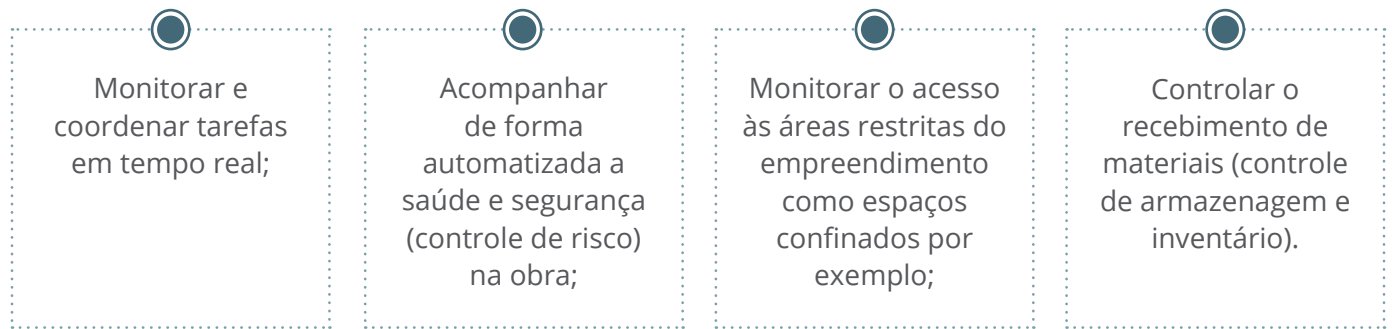 Monitorar e
coordenar tarefas
em tempo real;
Acompanhar
de forma
automatizada a
saúde e segurança
(controle de risco)
na obra;
Monitorar o acesso
às áreas restritas do
empreendimento
como espaços
confinados por
exemplo;
Controlar o
recebimento de
materiais (controle
de armazenagem e
inventário).